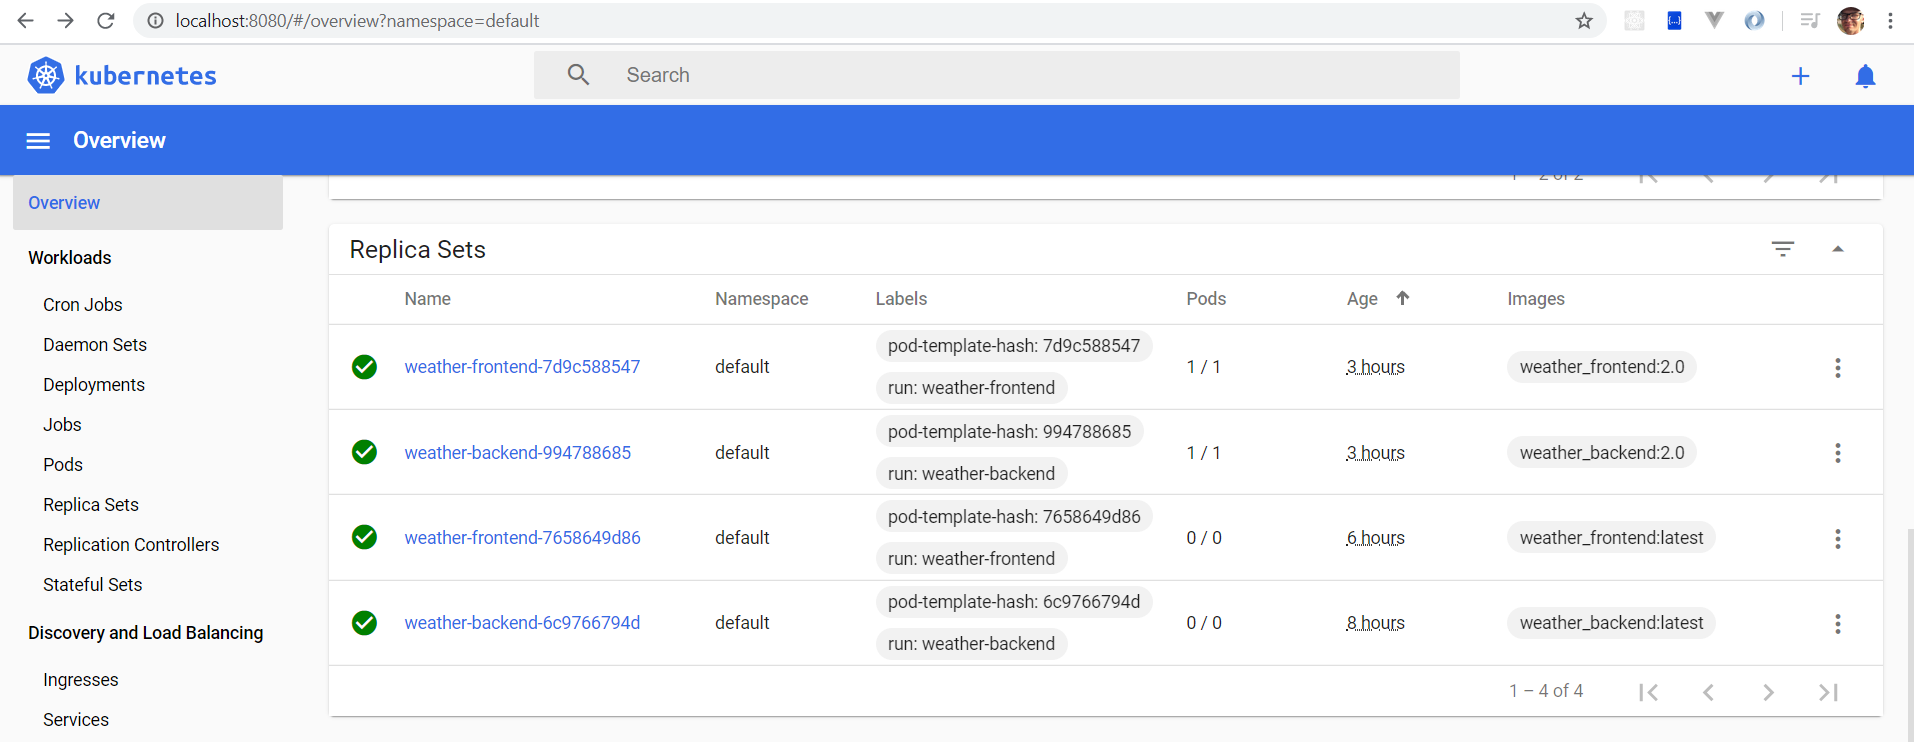 localhost:8080/#/overview?namespace=default
kubernetes
Search
Overview
Overview
Workloads
Cron Jobs
Daemon Sets
Deployments
Jobs
Pods
Replica Sets
Replication Controllers
Stateful Sets
Discovery and Load Balancing
Ingresses
Services
1 – 2 of 2
Replica Sets
Name Namespace Labels Pods Age Images
weather-frontend-7d9c588547 default pod-template-hash: 7d9c588547 1 / 1 3 hours weather_frontend:2.0
run: weather-frontend
weather-backend-994788685 default pod-template-hash: 994788685 1 / 1 3 hours weather_backend:2.0
run: weather-backend
weather-frontend-7658649d86 default pod-template-hash: 7658649d86 0 / 0 6 hours weather_frontend:latest
run: weather-frontend
weather-backend-6c9766794d default pod-template-hash: 6c9766794d 0 / 0 8 hours weather_backend:latest
run: weather-backend
1 – 4 of 4